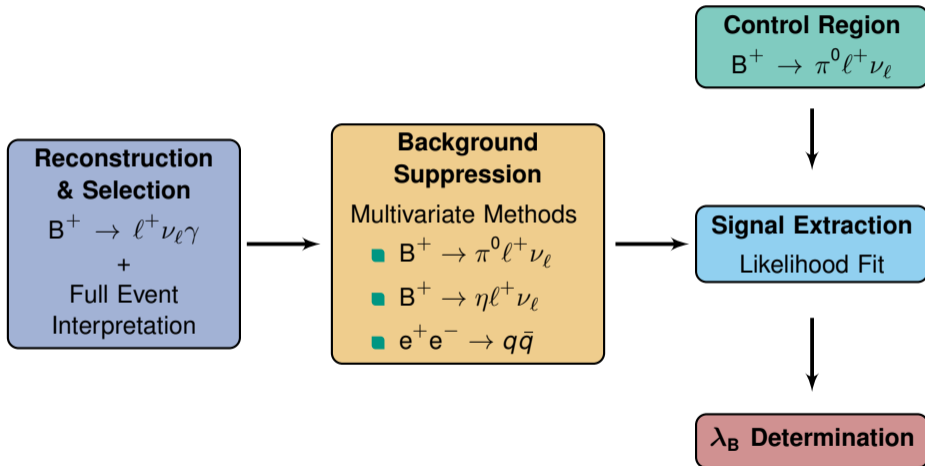 Reconstruction
& Selection
B⁺ → ℓ⁺νℓγ
+
Full Event
Interpretation
Background
Suppression
Multivariate Methods
B⁺ → π⁰ℓ⁺νℓ
B⁺ → ηℓ⁺νℓ
e⁺e⁻ → qq̄
Control Region
B⁺ → π⁰ℓ⁺νℓ
Signal Extraction
Likelihood Fit
λB Determination